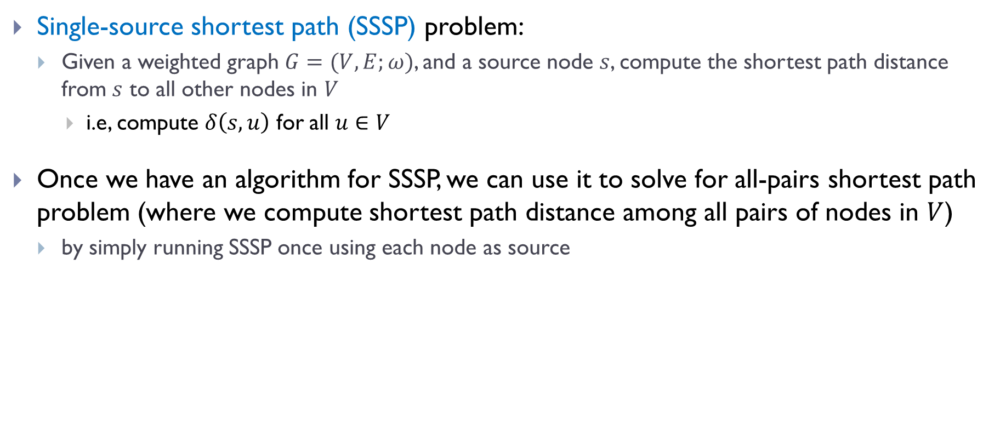 Single-source shortest path (SSSP) problem:
Given a weighted graph G = (V, E; ω), and a source node s, compute the shortest path distance
from s to all other nodes in V
i.e, compute δ(s, u) for all u ∈ V
Once we have an algorithm for SSSP, we can use it to solve for all-pairs shortest path
problem (where we compute shortest path distance among all pairs of nodes in V)
by simply running SSSP once using each node as source